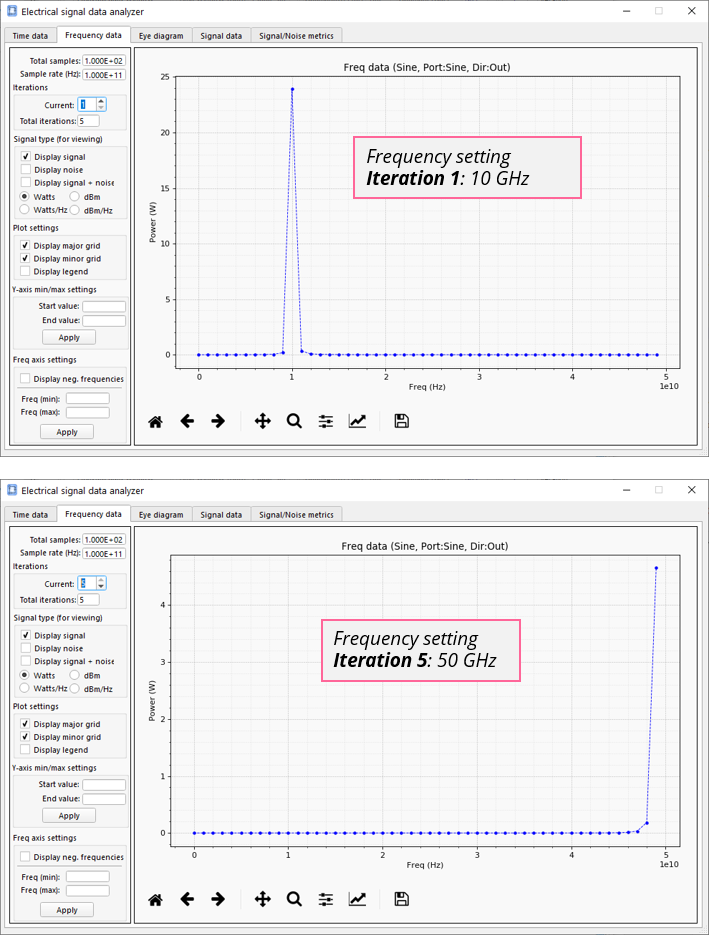 Electrical signal data analyzer
Time data Frequency data Eye diagram Signal data Signal/Noise metrics
Total samples: 1.000E+02
Sample rate (Hz): 1.000E+11
Iterations
Current: 1
Total iterations: 5
Signal type (for viewing)
Display signal
Display noise
Display signal + noise
Watts dBm
Watts/Hz dBm/Hz
Plot settings
Display major grid
Display minor grid
Display legend
Y-axis min/max settings
Start value:
End value:
Apply
Freq axis settings
Display neg. frequencies
Freq (min):
Freq (max):
Apply
Freq data (Sine, Port:Sine, Dir:Out)
25
20
15
10
5
0
Power (W)
Frequency setting
Iteration 1: 10 GHz
0 1 2 3 4 5
1e10
Freq (Hz)
Electrical signal data analyzer
Time data Frequency data Eye diagram Signal data Signal/Noise metrics
Total samples: 1.000E+02
Sample rate (Hz): 1.000E+11
Iterations
Current: 5
Total iterations: 5
Signal type (for viewing)
Display signal
Display noise
Display signal + noise
Watts dBm
Watts/Hz dBm/Hz
Plot settings
Display major grid
Display minor grid
Display legend
Y-axis min/max settings
Start value:
End value:
Apply
Freq axis settings
Display neg. frequencies
Freq (min):
Freq (max):
Apply
Freq data (Sine, Port:Sine, Dir:Out)
4
3
2
1
0
Power (W)
Frequency setting
Iteration 5: 50 GHz
0 1 2 3 4 5
1e10
Freq (Hz)